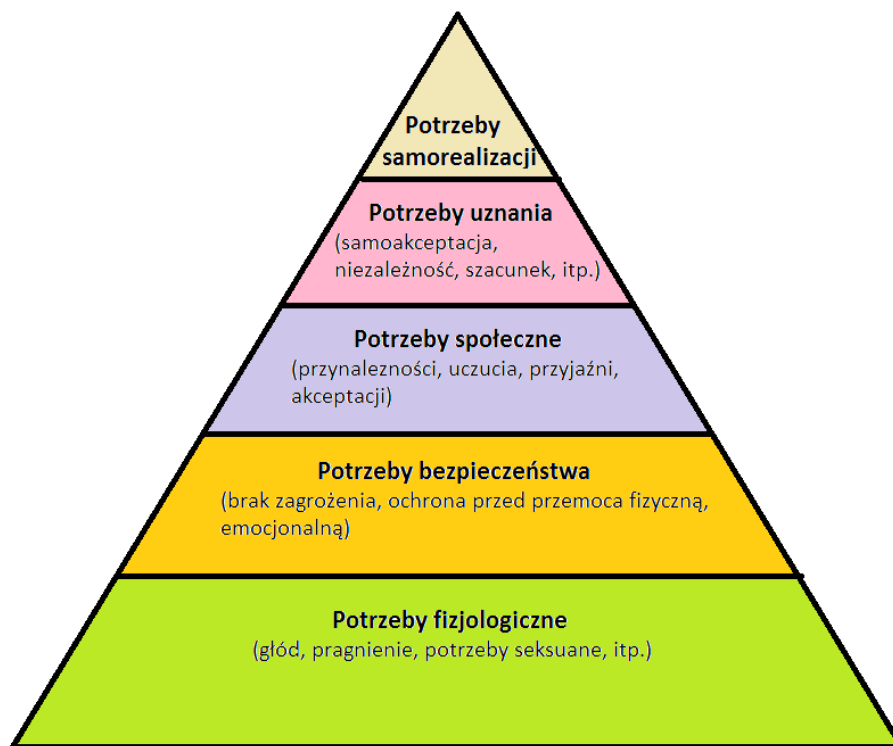 Potrzeby
samorealizacji
Potrzeby uznania
(samoakceptacja,
niezależność, szacunek, itp.)
Potrzeby społeczne
(przynalezności, uczucia, przyjaźni,
akceptacji)
Potrzeby bezpieczeństwa
(brak zagrożenia, ochrona przed przemoca fizyczną,
emocjonalną)
Potrzeby fizjologiczne
(głód, pragnienie, potrzeby seksuane, itp.)